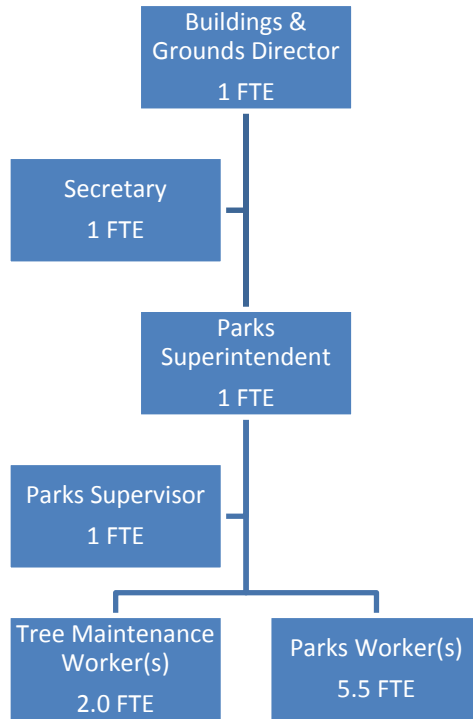 Buildings &
Grounds Director
1 FTE
Secretary
1 FTE
Parks
Superintendent
1 FTE
Parks Supervisor
1 FTE
Tree Maintenance
Worker(s)
2.0 FTE
Parks Worker(s)
5.5 FTE